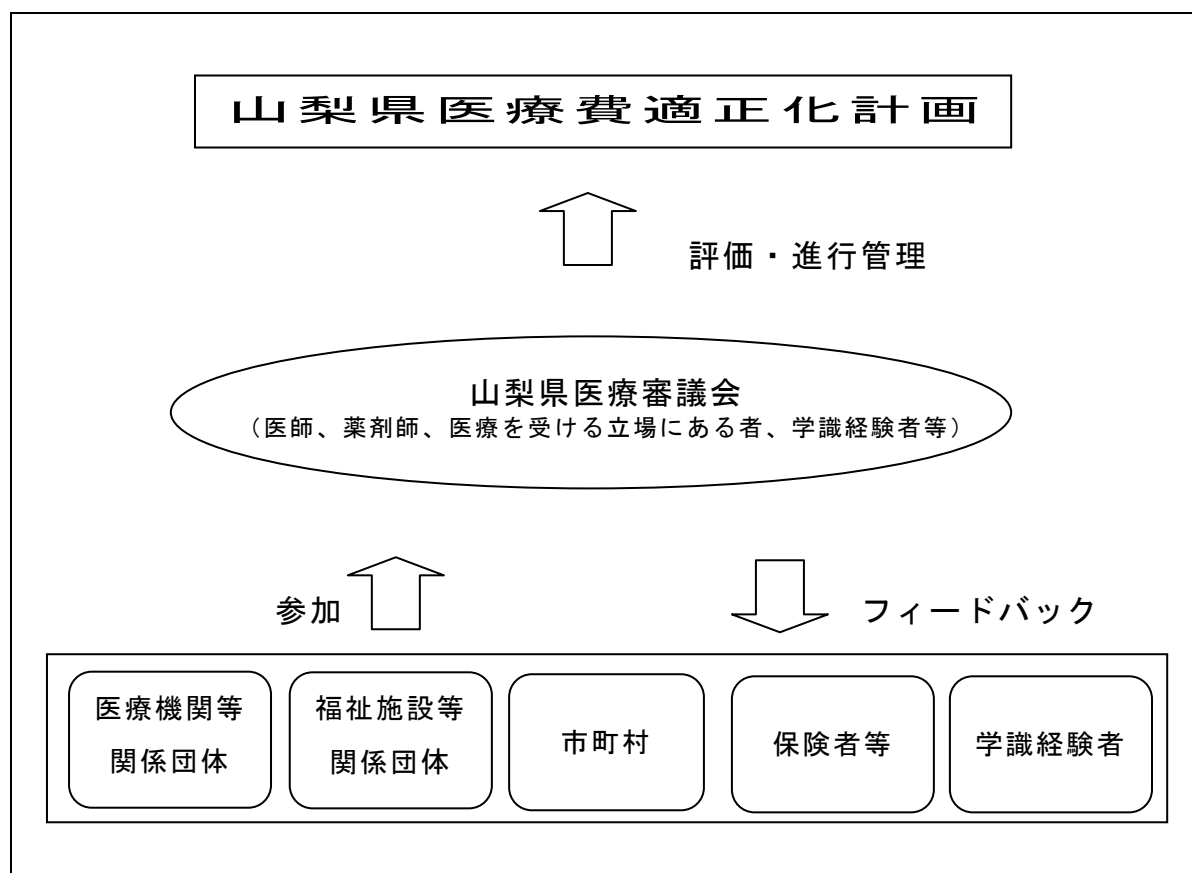 山梨県医療費適正化計画
評価・進行管理
山梨県医療審議会
（医師、薬剤師、医療を受ける立場にある者、学識経験者等）
参加
フィードバック
医療機関等
関係団体
福祉施設等
関係団体
市町村
保険者等
学識経験者